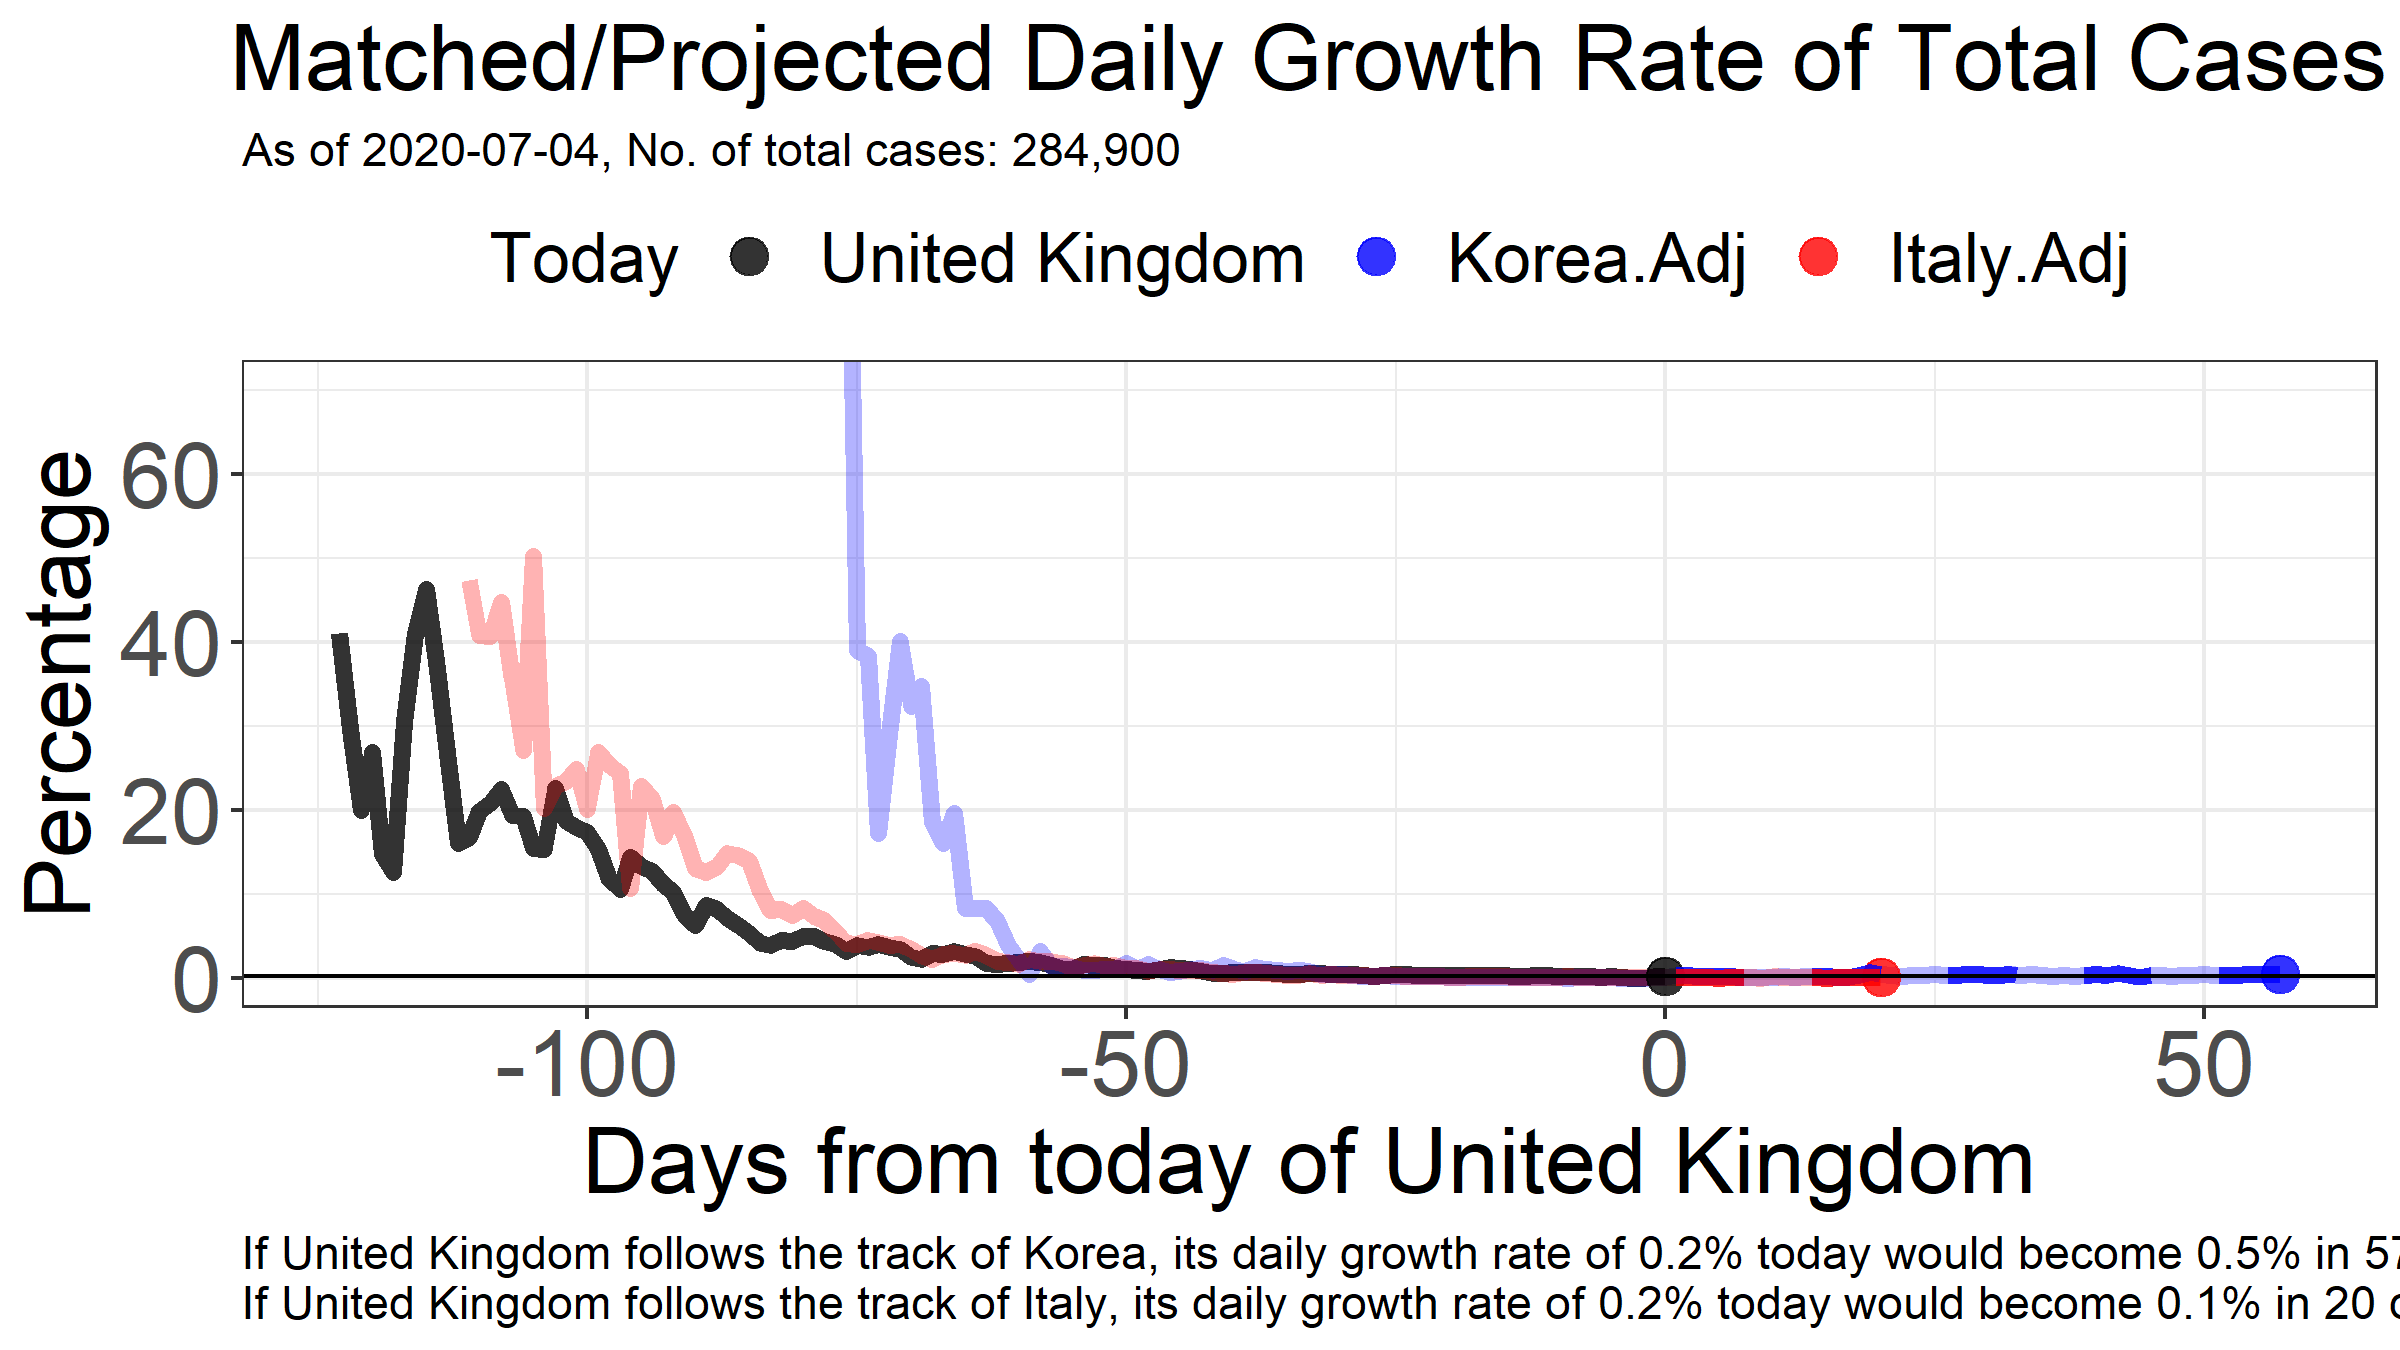 Matched/Projected Daily Growth Rate of Total Cases
As of 2020-07-04, No. of total cases: 284,900
Today United Kingdom Korea.Adj Italy.Adj
Percentage
60
40
20
0
-100 -50 0 50
Days from today of United Kingdom
If United Kingdom follows the track of Korea, its daily growth rate of 0.2% today would become 0.5% in 57
If United Kingdom follows the track of Italy, its daily growth rate of 0.2% today would become 0.1% in 20